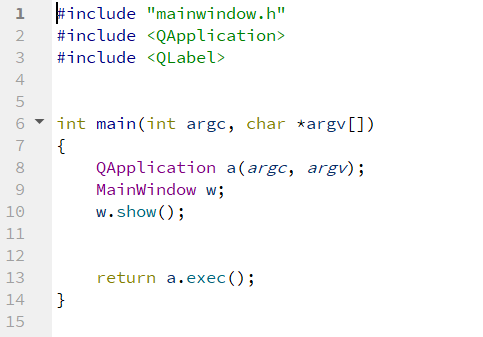 1 #include "mainwindow.h"
2 #include <QApplication>
3 #include <QLabel>
4
5
6 int main(int argc, char *argv[])
7 {
8     QApplication a(argc, argv);
9     MainWindow w;
10     w.show();
11
12
13     return a.exec();
14 }
15